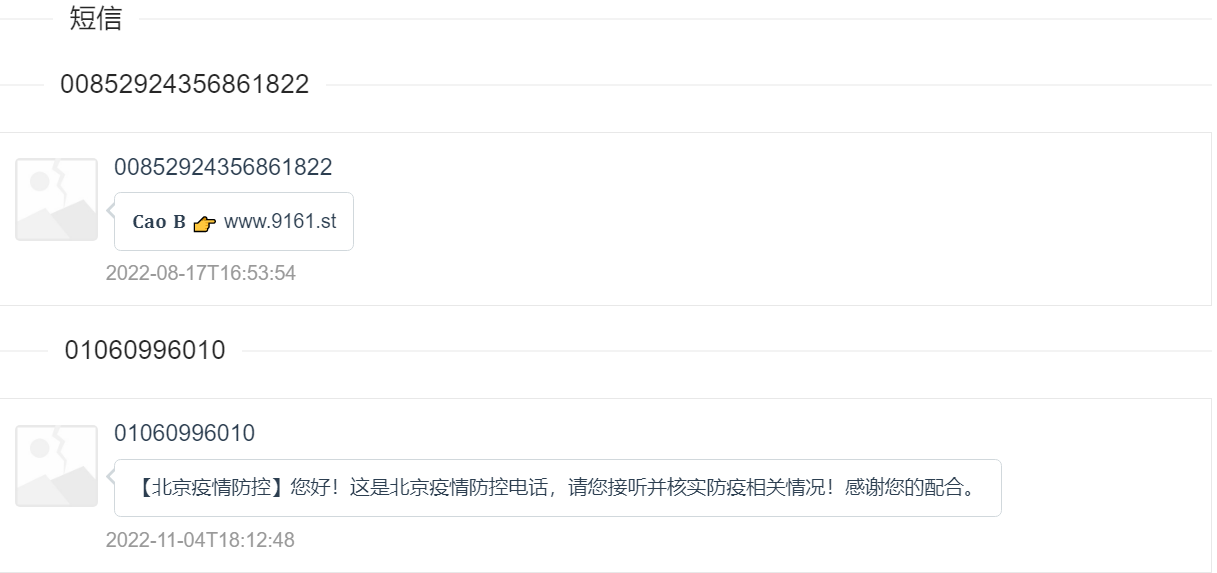 短信
00852924356861822
00852924356861822
Cao B 👉 www.9161.st
2022-08-17T16:53:54
01060996010
01060996010
【北京疫情防控】您好！这是北京疫情防控电话，请您接听并核实防疫相关情况！感谢您的配合。
2022-11-04T18:12:48